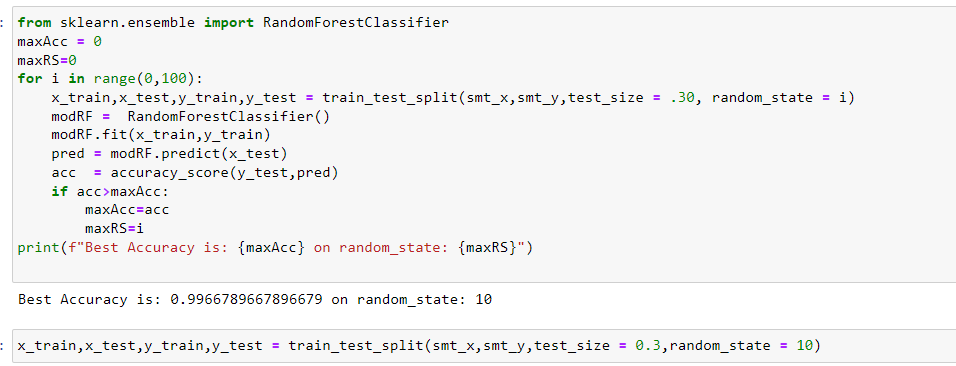 : from sklearn.ensemble import RandomForestClassifier
maxAcc = 0
maxRS=0
for i in range(0,100):
    x_train,x_test,y_train,y_test = train_test_split(smt_x,smt_y,test_size = .30, random_state = i)
    modRF =  RandomForestClassifier()
    modRF.fit(x_train,y_train)
    pred = modRF.predict(x_test)
    acc  = accuracy_score(y_test,pred)
    if acc>maxAcc:
        maxAcc=acc
        maxRS=i
print(f"Best Accuracy is: {maxAcc} on random_state: {maxRS}")
Best Accuracy is: 0.9966789667896679 on random_state: 10
: x_train,x_test,y_train,y_test = train_test_split(smt_x,smt_y,test_size = 0.3,random_state = 10)